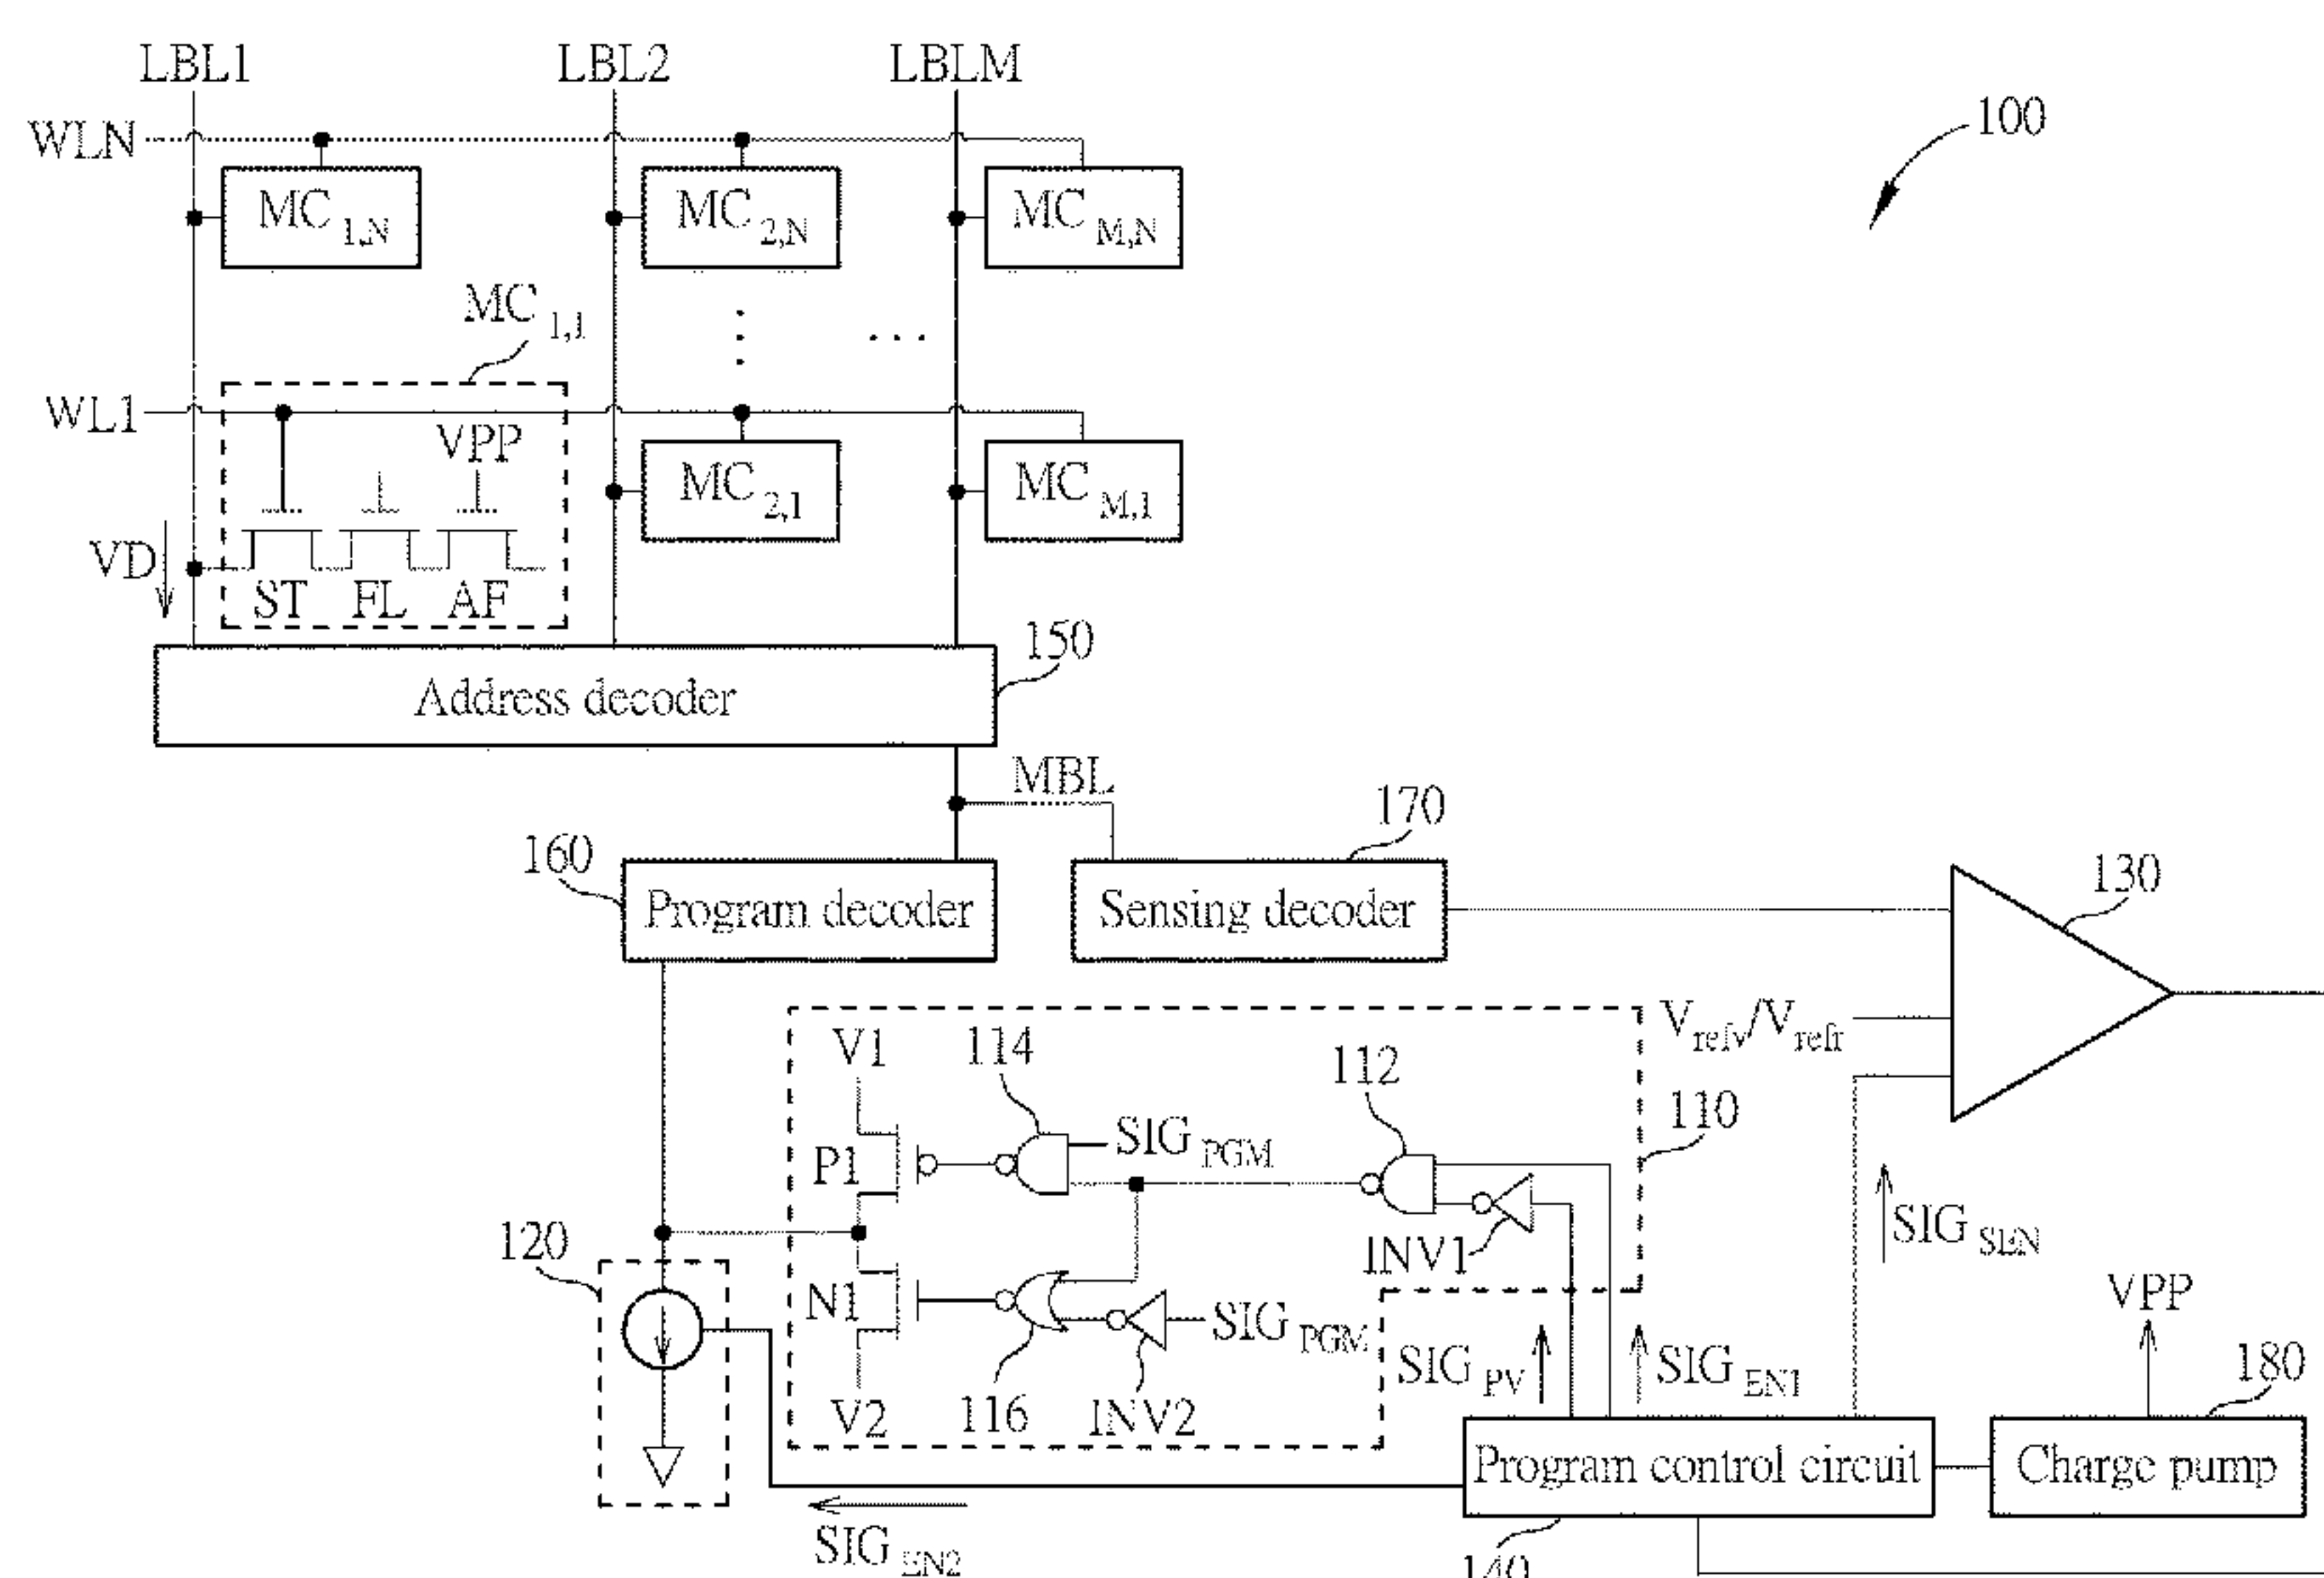 LBL1 LBL2 LBLM
100
WLN
MC 1,N MC 2,N MC M,N
MC 1,1
WL1
VPP
MC 2,1 MC M,1
VD
ST FL AF
150
Address decoder
MBL
170
160
130
Program decoder
Sensing decoder
Vrefv/Vrefr
V1 114
112
110
SIG PGM
P1
SIG SEN
120
INV1
VPP
N1
SIG PGM
SIG PV SIG EN1
180
V2 116 INV2
Program control circuit
Charge pump
SIG EN2
140